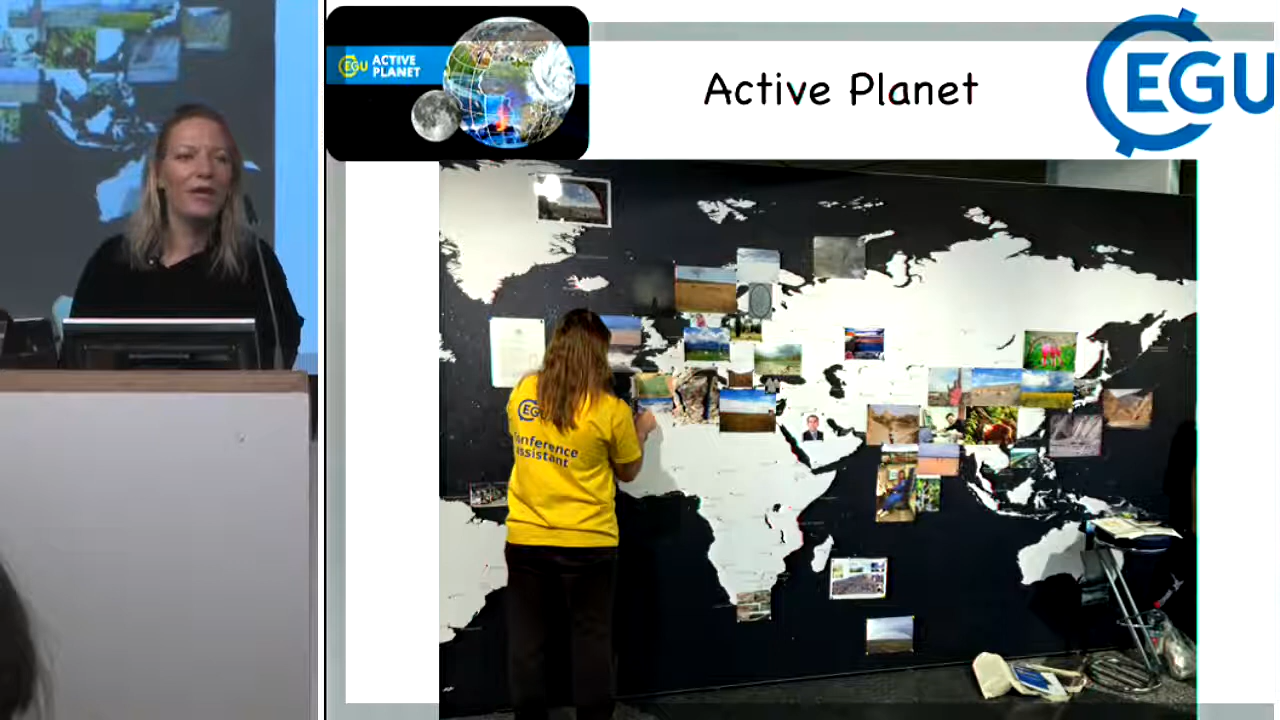 EGU
ACTIVE
PLANET
Active Planet
EGU
EGU
Conference
assistant